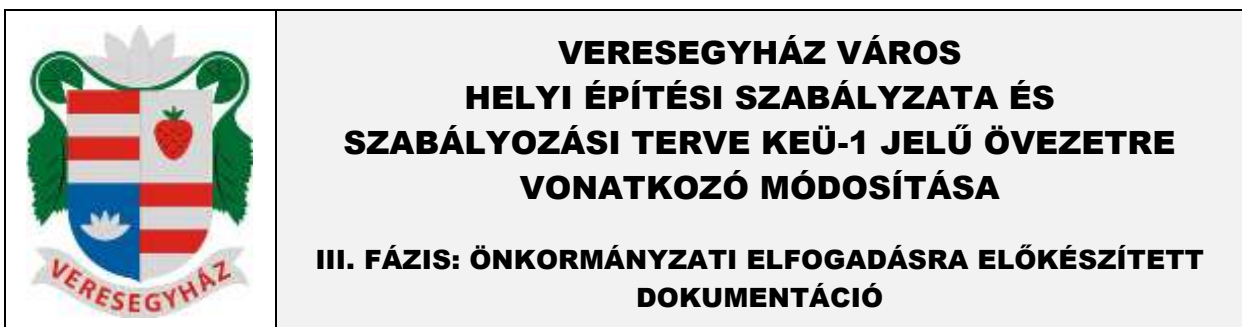 VERESEGYHÁZ
VERESEGYHÁZ VÁROS
HELYI ÉPÍTÉSI SZABÁLYZATA ÉS
SZABÁLYOZÁSI TERVE KEÜ-1 JELŰ ÖVEZETRE
VONATKOZÓ MÓDOSÍTÁSA
III. FÁZIS: ÖNKORMÁNYZATI ELFOGADÁSRA ELŐKÉSZÍTETT
DOKUMENTÁCIÓ